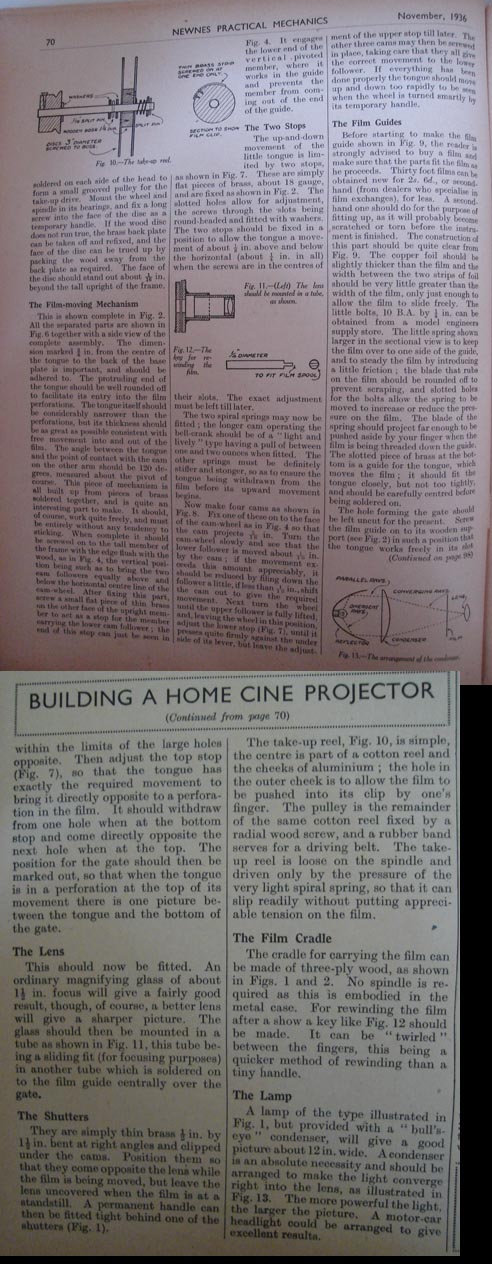 70
NEWNES PRACTICAL MECHANICS
November, 1936
WASHERS
SPLIT PIN
DISCS 3" DIAMETER
SCREWED TO BOSS
THIN BRASS STRIP
SCREWED ON AT
ONE END ONLY
SECTION TO SHOW
FILM CLIP.
Fig. 10.—The take-up reel.
soldered on each side of the head to
form a small grooved pulley for the
take-up drive. Mount the wheel and
spindle in its bearings, and fix a long
screw into the face of the disc as a
temporary handle. If the wood disc
does not run true, the brass back plate
can be taken off and refixed, and the
face of the disc can be trued up by
packing the wood away from the
back plate as required. The face of
the disc should stand out about in.
beyond the tall upright of the frame.
The Film-moving Mechanism
This is shown complete in Fig. 2.
All the separated parts are shown in
Fig. 6 together with a side view of the
complete assembly. The dimen-
sion marked in. from the centre of
the tongue to the back of the base
plate is important, and should be
adhered to. The protruding end of
the tongue should be well rounded off
to facilitate its entry into the film
perforations. The tongue itself should
be considerably narrower than the
perforations, but its thickness should
be as great as possible consistent with
free movement into and out of the
film. The angle between the tongue
and the point of contact with the cam
on the other arm should be 120 de-
grees, measured about the pivot of
course. This piece of mechanism is
all built up from pieces of brass
soldered together, and is quite an
interesting part to make. It should,
of course, work quite freely, and must
be entirely without any tendency to
sticking. When complete it should
be screwed on to the tall member of
the frame with the edge flush with the
wood, as in Fig. 4, the vertical posi-
tion being such as to bring the two
cam followers equally above and
below the horizontal centre line of the
cam-wheel. After fixing this part,
screw a small flat piece of thin brass
on the other face of the upright mem-
ber to act as a stop for the member
carrying the lower cam follower; the
end of this stop can just be seen in
Fig. 4. It engages
the lower end of the
vertical pivoted
member, where it
works in the guide
and prevents the
member from com-
ing out of the end
of the guide.
The Two Stops
The up-and-down
movement of the
little tongue is lim-
ited by two stops,
as shown in Fig. 7. These are simply
flat pieces of brass, about 18 gauge,
and are fixed as shown in Fig. 2. The
slotted holes allow for adjustment,
the screws through the slots being
round-headed and fitted with washers.
The two stops should be fixed in a
position to allow the tongue a move-
ment of about in. above and below
the horizontal (about in. in all)
when the screws are in the centres of
Fig. 11.—(Left) The lens
should be mounted in a tube,
as shown.
Fig. 12.—The
key for re-
winding the
film.
DIAMETER
TO FIT FILM SPOOL
their slots. The exact adjustment
must be left till later.
The two spiral springs may now be
fitted; the longer cam operating the
bell-crank should be of a "light and
lively" type having a pull of between
one and two ounces when fitted. The
other springs must be definitely
stiffer and stronger, so as to ensure the
tongue being withdrawn from the
film before its upward movement
begins.
Now make four cams as shown in
Fig. 8. Fix one of these on to the face
of the cam-wheel as in Fig. 4 so that
the cam projects in. Turn the
cam-wheel slowly and see that the
lower follower is moved about in.
by the cam; if the movement ex-
ceeds this amount appreciably, it
should be reduced by filing down the
follower a little, if less than in., shift
the cam out to give the required
movement. Next turn the wheel
until the upper follower is fully lifted,
and, leaving the wheel in this position,
adjust the lower stop (Fig. 7), until it
presses quite firmly against the under
side of its lever, but leave the adjust-
ment of the upper stop till later. The
other three cams may then be screwed
in place, taking care that they all give
the correct movement to the lower
follower. If everything has been
done properly the tongue should move
up and down too rapidly to be seen
when the wheel is turned smartly by
its temporary handle.
The Film Guides
Before starting to make the film
guide shown in Fig. 9, the reader is
strongly advised to buy a film and
make sure that the parts fit the film as
he proceeds. Thirty foot films can be
obtained new for 2s. 6d., or second-
hand (from dealers who specialise in
film exchanges), for less. A second-
hand one should do for the purpose of
fitting up, as it will probably become
scratched or torn before the instru-
ment is finished. The construction of
this part should be quite clear from
Fig. 9. The copper foil should be
slightly thicker than the film and the
width between the two strips of foil
should be very little greater than the
width of the film, only just enough to
allow the film to slide freely. The
little bolts, 10 B.A. by in. can be
obtained from a model engineers
supply store. The little spring shown
larger in the sectional view is to keep
the film over to one side of the guide,
and to steady the film by introducing
a little friction; the blade that rubs
on the film should be rounded off to
prevent scraping, and slotted holes
for the bolts allow the spring to be
moved to increase or reduce the pres-
sure on the film. The blade of the
spring should project far enough to be
pushed aside by your finger when the
film is being threaded down the guide.
The slotted piece of brass at the bot-
tom is a guide for the tongue, which
moves the film; it should fit the
tongue closely, but not too tightly,
and should be carefully centred before
being soldered on.
The hole forming the gate should
be left uncut for the present. Screw
the film guide on to its wooden sup-
port (see Fig. 2) in such a position that
the tongue works freely in its slot
(Continued on page 98)
PARALLEL RAYS
CONVERGING RAYS
LENS
DIVERGENT
RAYS
REFLECTOR
CONDENSER
FILM
Fig. 13.—The arrangement of the condenser.
BUILDING A HOME CINE PROJECTOR
(Continued from page 70)
within the limits of the large holes
opposite. Then adjust the top stop
(Fig. 7), so that the tongue has
exactly the required movement to
bring it directly opposite to a perfora-
tion in the film. It should withdraw
from one hole when at the bottom
stop and come directly opposite the
next hole when at the top. The
position for the gate should then be
marked out, so that when the tongue
is in a perforation at the top of its
movement there is one picture be-
tween the tongue and the bottom of
the gate.
The Lens
This should now be fitted. An
ordinary magnifying glass of about
1½ in. focus will give a fairly good
result, though, of course, a better lens
will give a sharper picture. The
glass should then be mounted in a
tube as shown in Fig. 11, this tube be-
ing a sliding fit (for focusing purposes)
in another tube which is soldered on
to the film guide centrally over the
gate.
The Shutters
They are simply thin brass ½ in. by
1½ in. bent at right angles and clipped
under the cams. Position them so
that they come opposite the lens while
the film is being moved, but leave the
lens uncovered when the film is at a
standstill. A permanent handle can
then be fitted tight behind one of the
shutters (Fig. 1).
The take-up reel, Fig. 10, is simple,
the centre is part of a cotton reel and
the cheeks of aluminium; the hole in
the outer cheek is to allow the film to
be pushed into its clip by one's
finger. The pulley is the remainder
of the same cotton reel fixed by a
radial wood screw, and a rubber band
serves for a driving belt. The take-
up reel is loose on the spindle and
driven only by the pressure of the
very light spiral spring, so that it can
slip readily without putting appreci-
able tension on the film.
The Film Cradle
The cradle for carrying the film can
be made of three-ply wood, as shown
in Figs. 1 and 2. No spindle is re-
quired as this is embodied in the
metal case. For rewinding the film
after a show a key like Fig. 12 should
be made. It can be "twirled"
between the fingers, this being a
quicker method of rewinding than a
tiny handle.
The Lamp
A lamp of the type illustrated in
Fig. 1, but provided with a "bull's-
eye" condenser, will give a good
picture about 12 in. wide. A condenser
is an absolute necessity and should be
arranged to make the light converge
right into the lens, as illustrated in
Fig. 13. The more powerful the light,
the larger the picture. A motor-car
headlight could be arranged to give
excellent results.